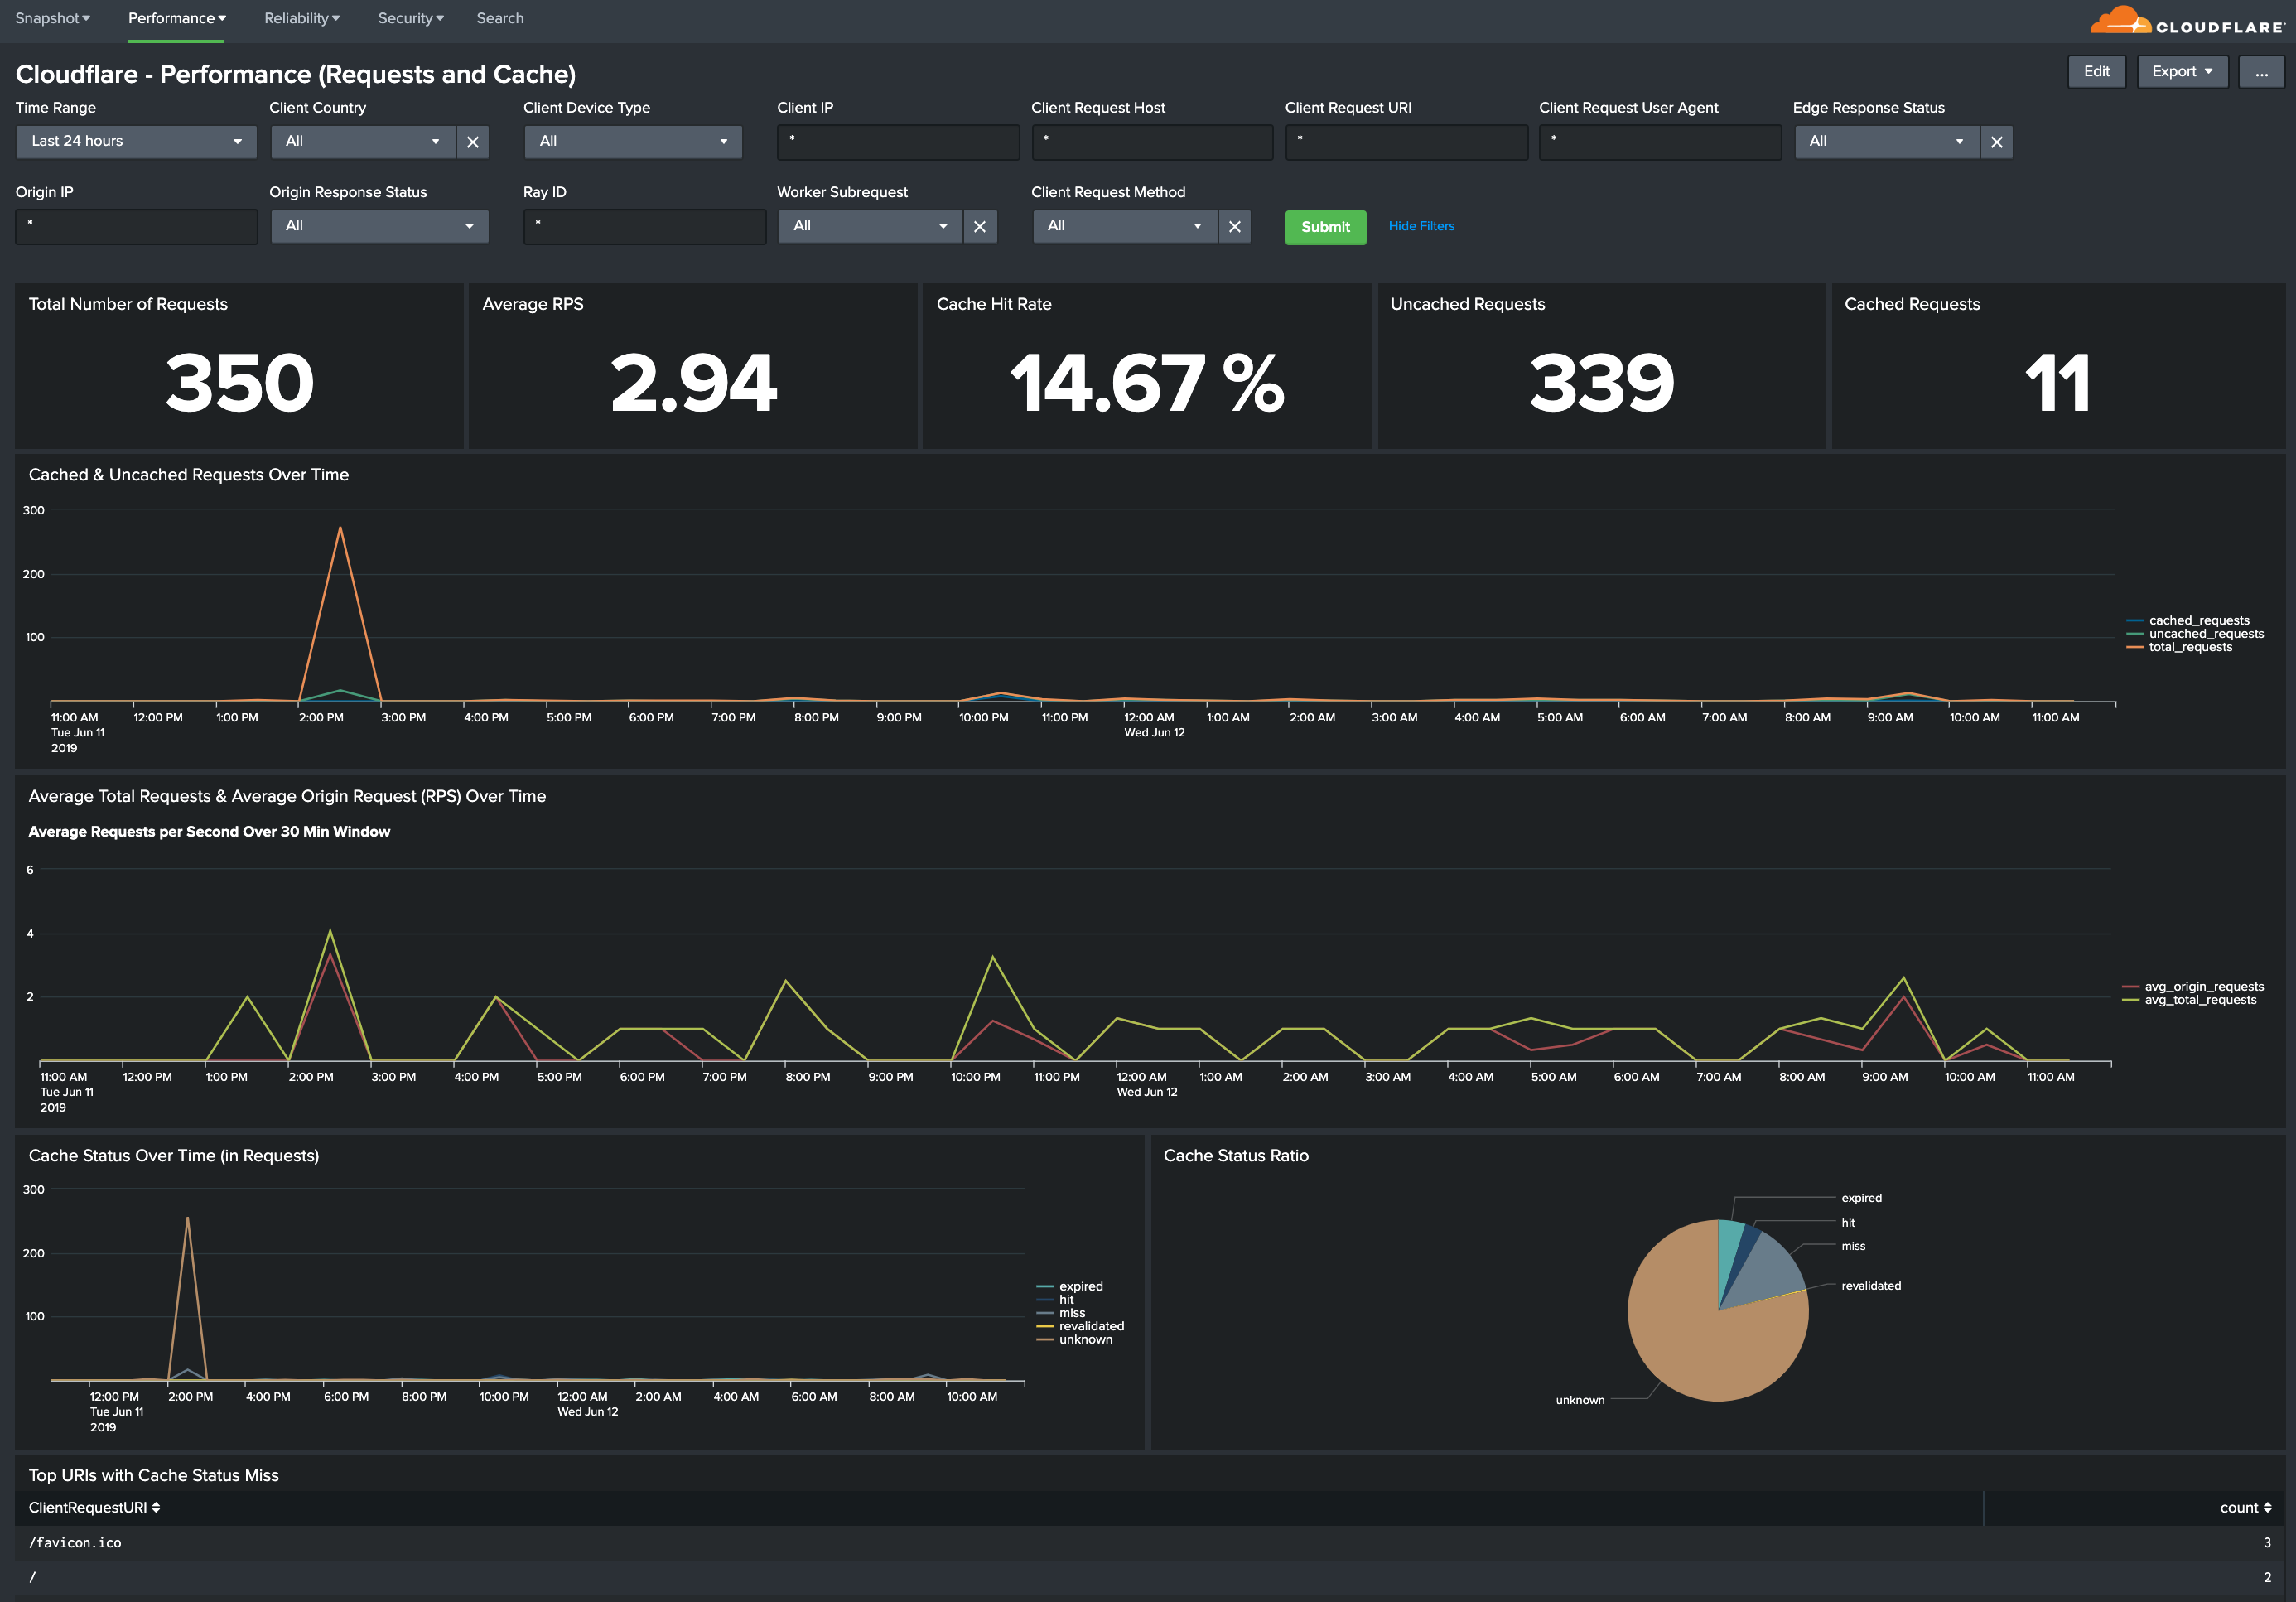 Snapshot Performance Reliability Security Search
CLOUDFLARE
Cloudflare - Performance (Requests and Cache)
Edit Export ...
Time Range Client Country Client Device Type Client IP Client Request Host Client Request URI Client Request User Agent Edge Response Status
Last 24 hours All All * * * * All
Origin IP Origin Response Status Ray ID Worker Subrequest Client Request Method
* All * All All Submit Hide Filters
Total Number of Requests Average RPS Cache Hit Rate Uncached Requests Cached Requests
350 2.94 14.67 % 339 11
Cached & Uncached Requests Over Time
300
200
100
cached_requests
uncached_requests
total_requests
11:00 AM 12:00 PM 1:00 PM 2:00 PM 3:00 PM 4:00 PM 5:00 PM 6:00 PM 7:00 PM 8:00 PM 9:00 PM 10:00 PM 11:00 PM 12:00 AM 1:00 AM 2:00 AM 3:00 AM 4:00 AM 5:00 AM 6:00 AM 7:00 AM 8:00 AM 9:00 AM 10:00 AM 11:00 AM
Tue Jun 11 Wed Jun 12
2019
Average Total Requests & Average Origin Request (RPS) Over Time
Average Requests per Second Over 30 Min Window
6
4
2
avg_origin_requests
avg_total_requests
11:00 AM 12:00 PM 1:00 PM 2:00 PM 3:00 PM 4:00 PM 5:00 PM 6:00 PM 7:00 PM 8:00 PM 9:00 PM 10:00 PM 11:00 PM 12:00 AM 1:00 AM 2:00 AM 3:00 AM 4:00 AM 5:00 AM 6:00 AM 7:00 AM 8:00 AM 9:00 AM 10:00 AM 11:00 AM
Tue Jun 11 Wed Jun 12
2019
Cache Status Over Time (in Requests)
300
200
100
expired
hit
miss
revalidated
unknown
12:00 PM 2:00 PM 4:00 PM 6:00 PM 8:00 PM 10:00 PM 12:00 AM 2:00 AM 4:00 AM 6:00 AM 8:00 AM 10:00 AM
Tue Jun 11 Wed Jun 12
2019
Cache Status Ratio
expired
hit
miss
revalidated
unknown
Top URIs with Cache Status Miss
ClientRequestURI count
/favicon.ico 3
/ 2